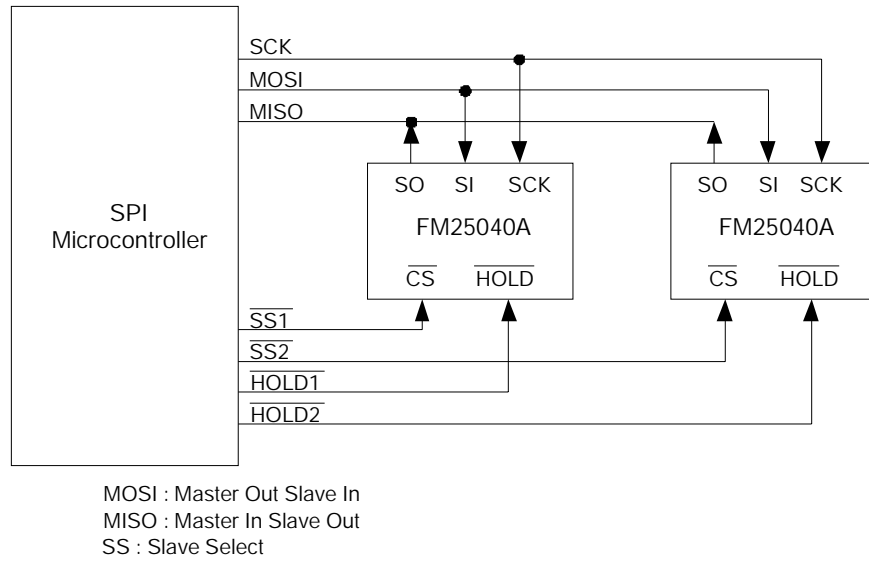 SCK
MOSI
MISO
SO SI SCK
SO SI SCK
SPI
Microcontroller
FM25040A
FM25040A
CS HOLD
CS HOLD
SS1
SS2
HOLD1
HOLD2
MOSI : Master Out Slave In
MISO : Master In Slave Out
SS : Slave Select